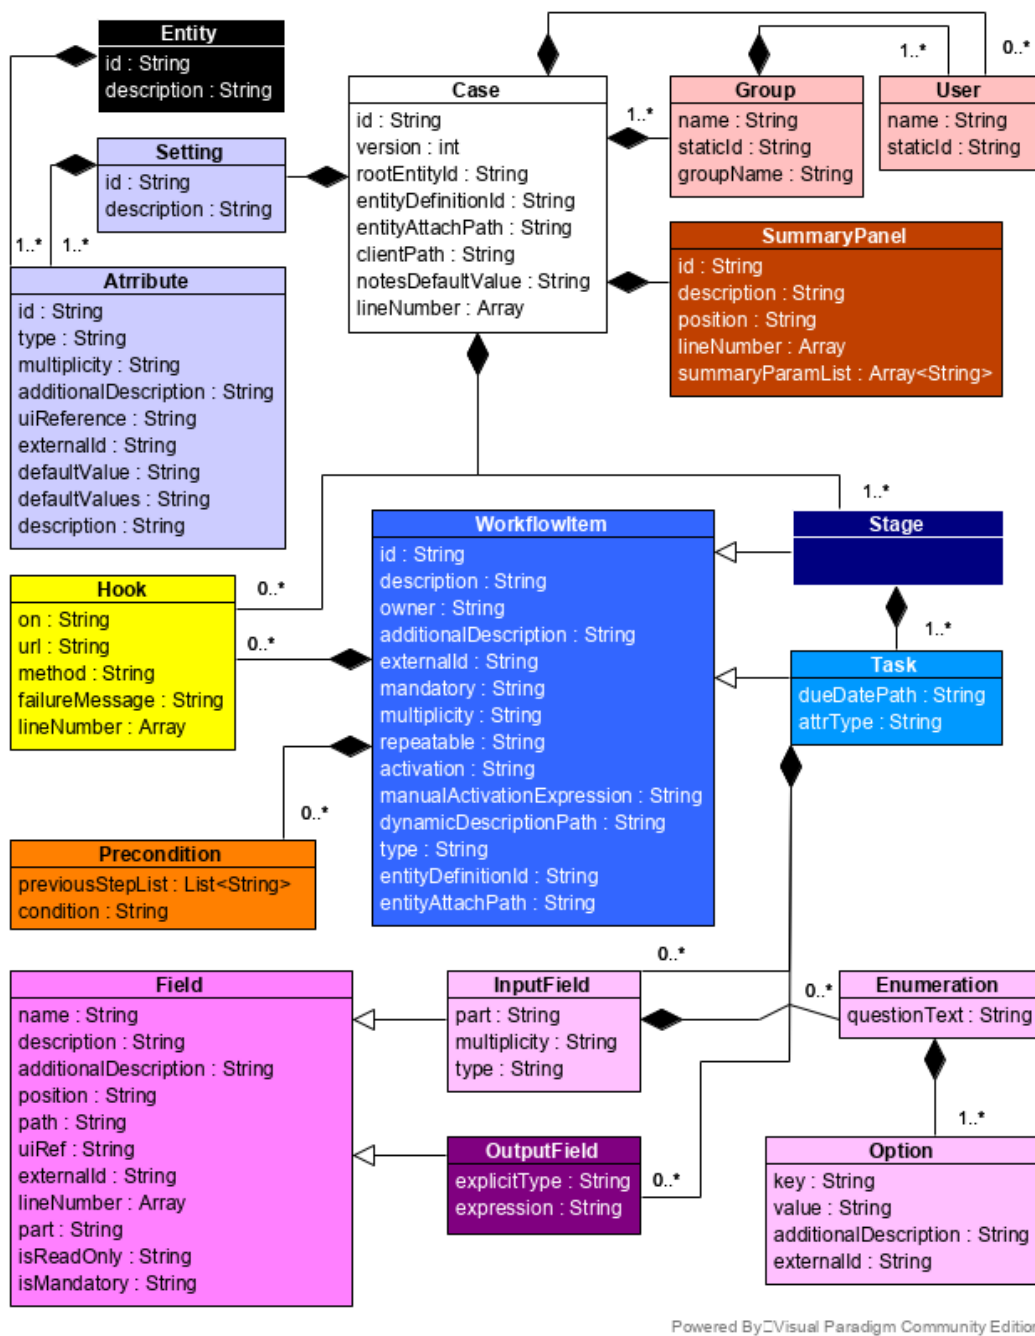 Entity
id : String
description : String
Setting
id : String
description : String
1..*
1..*
Atrribute
id : String
type : String
multiplicity : String
additionalDescription : String
uiReference : String
externalId : String
defaultValue : String
defaultValues : String
description : String
Case
id : String
version : int
rootEntityId : String
entityDefinitionId : String
entityAttachPath : String
clientPath : String
notesDefaultValue : String
lineNumber : Array
1..*
0..*
1..*
Group
name : String
staticId : String
groupName : String
User
name : String
staticId : String
SummaryPanel
id : String
description : String
position : String
lineNumber : Array
summaryParamList : Array<String>
1..*
Hook
on : String
url : String
method : String
failureMessage : String
lineNumber : Array
0..*
0..*
WorkflowItem
id : String
description : String
owner : String
additionalDescription : String
externalId : String
mandatory : String
multiplicity : String
repeatable : String
activation : String
manualActivationExpression : String
dynamicDescriptionPath : String
type : String
entityDefinitionId : String
entityAttachPath : String
Stage
1..*
Task
dueDatePath : String
attrType : String
0..*
Precondition
previousStepList : List<String>
condition : String
Field
name : String
description : String
additionalDescription : String
position : String
path : String
uiRef : String
externalId : String
lineNumber : Array
part : String
isReadOnly : String
isMandatory : String
0..*
InputField
part : String
multiplicity : String
type : String
0..*
Enumeration
questionText : String
OutputField
explicitType : String
expression : String
0..*
1..*
Option
key : String
value : String
additionalDescription : String
externalId : String
Powered By□Visual Paradigm Community Edition